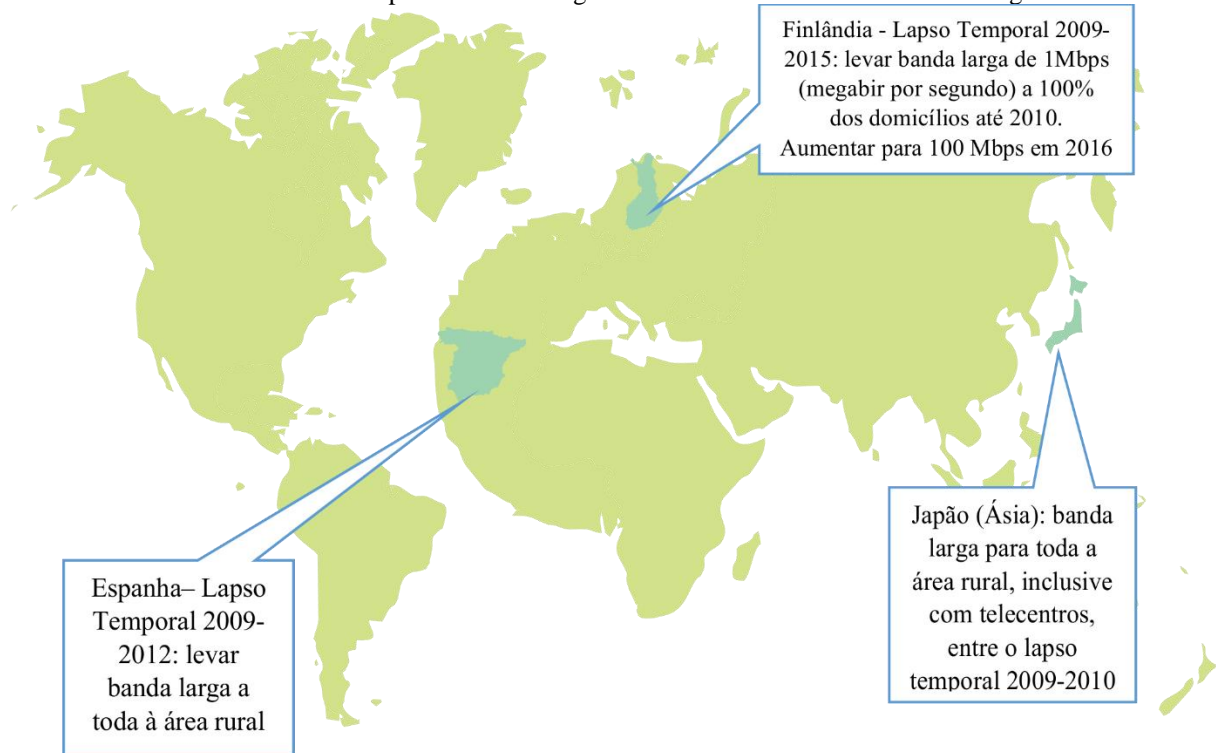 Finlândia - Lapso Temporal 2009-
2015: levar banda larga de 1Mbps
(megabir por segundo) a 100%
dos domicílios até 2010.
Aumentar para 100 Mbps em 2016
Japão (Ásia): banda
larga para toda a
área rural, inclusive
com telecentros,
entre o lapso
temporal 2009-2010
Espanha– Lapso
Temporal 2009-
2012: levar
banda larga a
toda à área rural